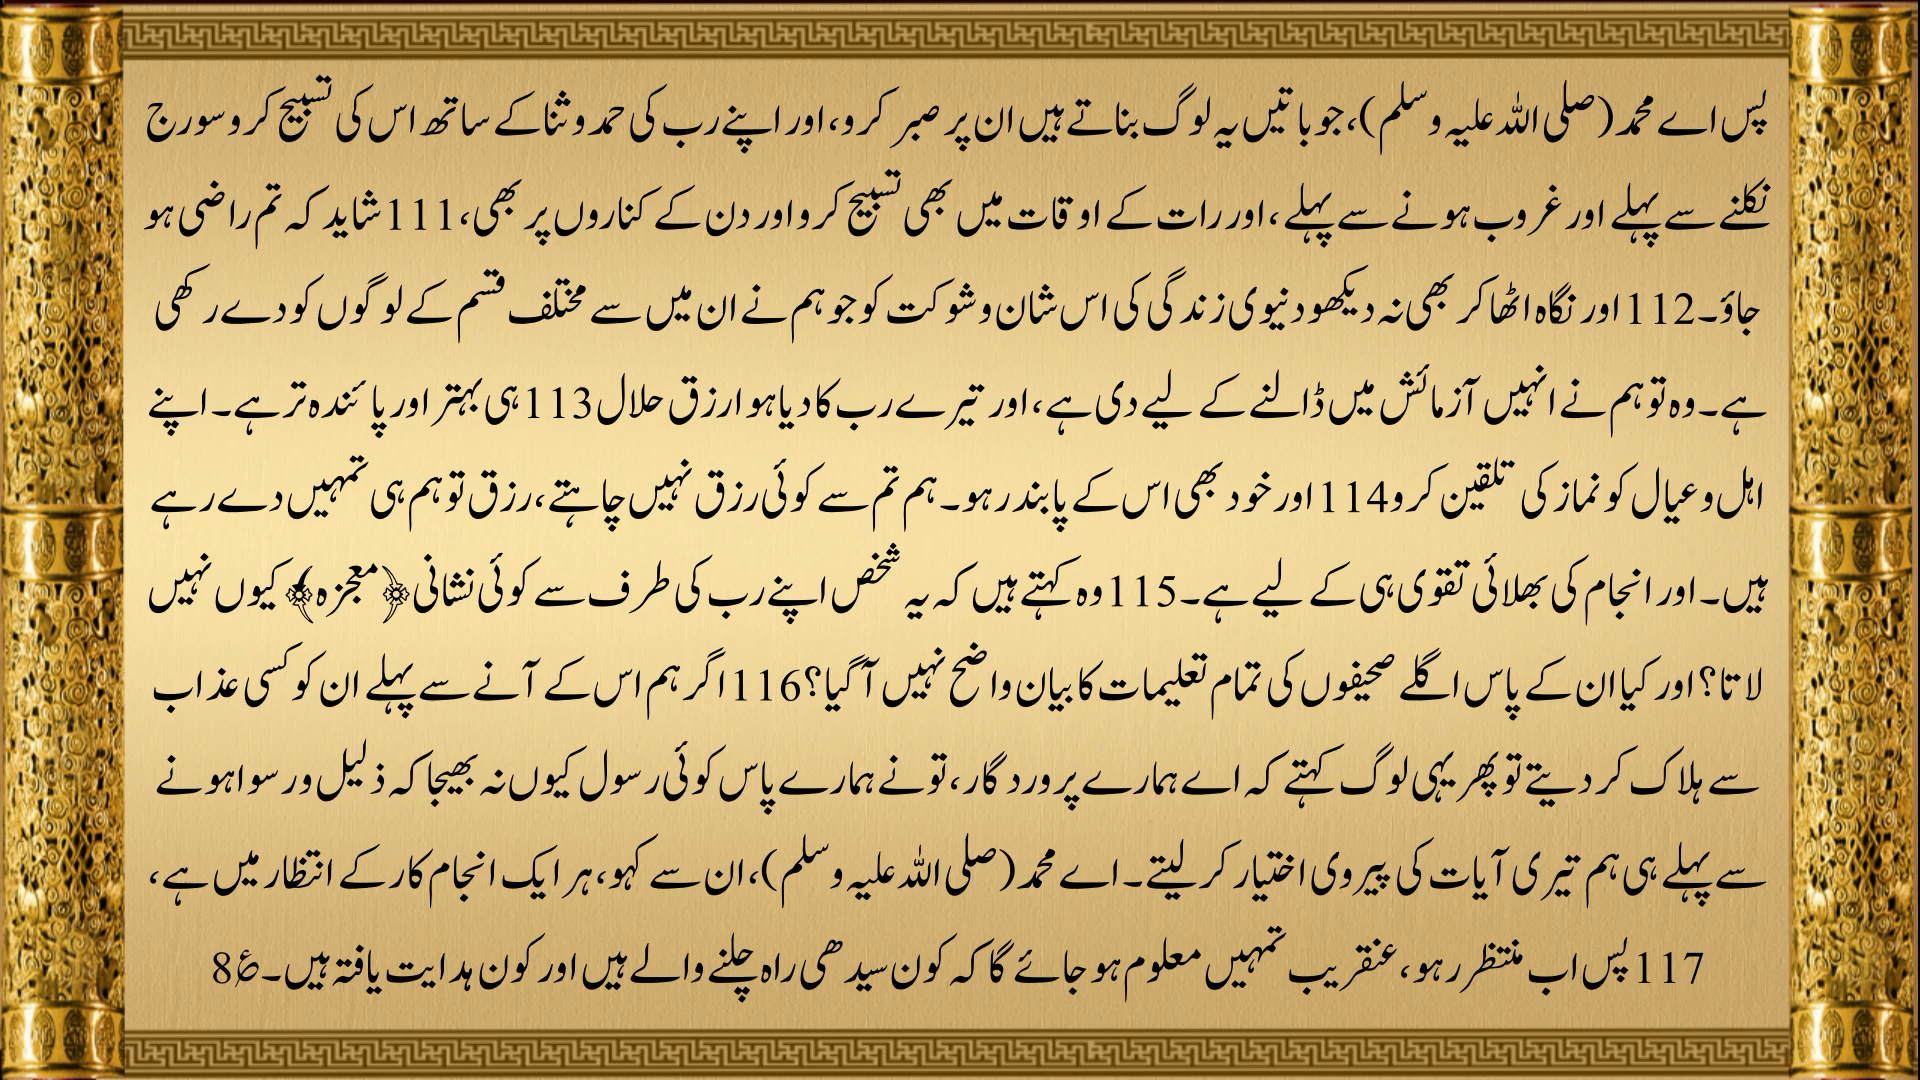 پس اے محمد (صلی اللہ علیہ وسلم)، جو باتیں یہ لوگ بناتے ہیں ان پر صبر کرو، اور اپنے رب کی حمد و ثنا کے ساتھ اس کی تسبیح کرو سورج
نکلنے سے پہلے اور غروب ہونے سے پہلے، اور رات کے اوقات میں بھی تسبیح کرو اور دن کے کناروں پر بھی، 111 شاید کہ تم راضی ہو
جاؤ۔ 112 اور نگاہ اٹھا کر بھی نہ دیکھو دنیوی زندگی کی اس شان و شوکت کو جو ہم نے ان میں سے مختلف قسم کے لوگوں کو دے رکھی
ہے۔ وہ تو ہم نے انہیں آزمائش میں ڈالنے کے لیے دی ہے، اور تیرے رب کا دیا ہوا رزق حلال 113 ہی بہتر اور پائندہ تر ہے۔ اپنے
اہل و عیال کو نماز کی تلقین کرو 114 اور خود بھی اس کے پابند رہو۔ ہم تم سے کوئی رزق نہیں چاہتے، رزق تو ہم ہی تمہیں دے رہے
ہیں۔ اور انجام کی بھلائی تقوی ہی کے لیے ہے۔ 115 وہ کہتے ہیں کہ یہ شخص اپنے رب کی طرف سے کوئی نشانی ﴿معجزہ﴾ کیوں نہیں
لاتا؟ اور کیا ان کے پاس اگلے صحیفوں کی تمام تعلیمات کا بیان واضح نہیں آگیا؟ 116 اگر ہم اس کے آنے سے پہلے ان کو کسی عذاب
سے ہلاک کر دیتے تو پھر یہی لوگ کہتے کہ اے ہمارے پروردگار، تو نے ہمارے پاس کوئی رسول کیوں نہ بھیجا کہ ذلیل و رسوا ہونے
سے پہلے ہی ہم تیری آیات کی پیروی اختیار کر لیتے۔ اے محمد (صلی اللہ علیہ وسلم)، ان سے کہو، ہر ایک انجام کار کے انتظار میں ہے،
117 پس اب منتظر رہو، عنقریب تمہیں معلوم ہو جائے گا کہ کون سیدھی راہ چلنے والے ہیں اور کون ہدایت یافتہ ہیں۔ ؏8